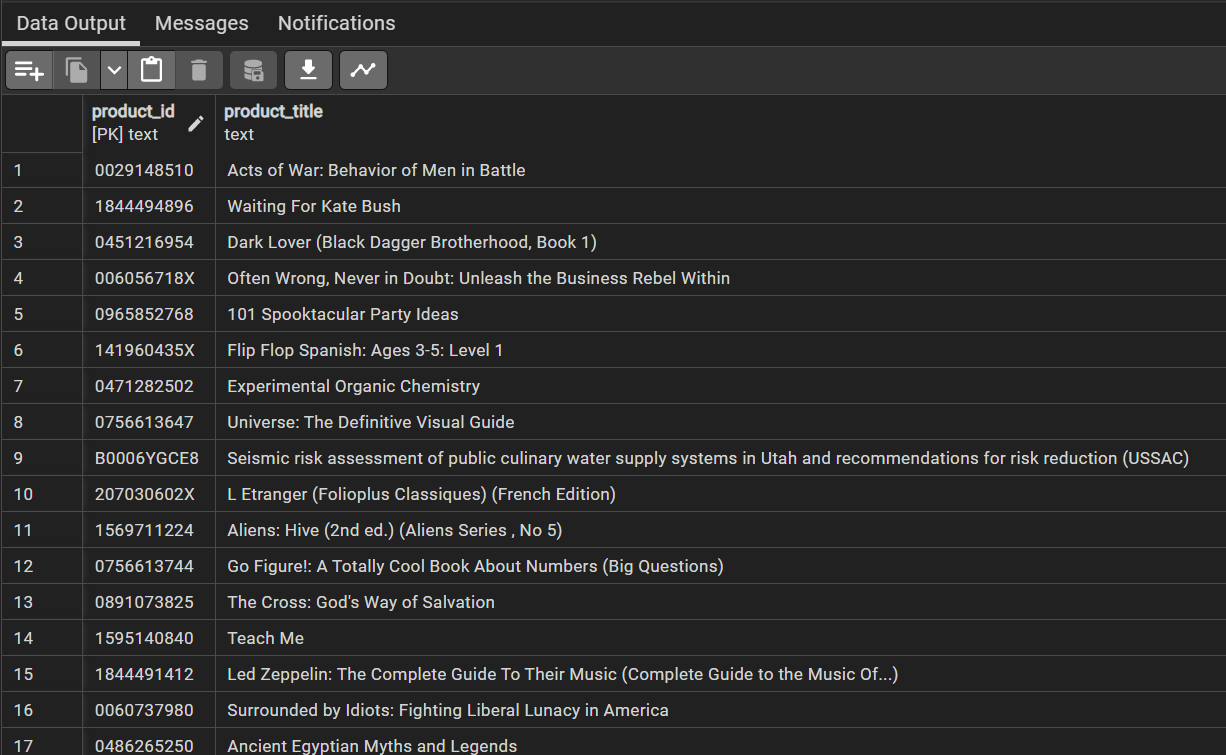 Data Output Messages Notifications
product_id product_title
[PK] text text
1 0029148510 Acts of War: Behavior of Men in Battle
2 1844494896 Waiting For Kate Bush
3 0451216954 Dark Lover (Black Dagger Brotherhood, Book 1)
4 006056718X Often Wrong, Never in Doubt: Unleash the Business Rebel Within
5 0965852768 101 Spooktacular Party Ideas
6 141960435X Flip Flop Spanish: Ages 3-5: Level 1
7 0471282502 Experimental Organic Chemistry
8 0756613647 Universe: The Definitive Visual Guide
9 B0006YGCE8 Seismic risk assessment of public culinary water supply systems in Utah and recommendations for risk reduction (USSAC)
10 207030602X L Etranger (Folioplus Classiques) (French Edition)
11 1569711224 Aliens: Hive (2nd ed.) (Aliens Series , No 5)
12 0756613744 Go Figure!: A Totally Cool Book About Numbers (Big Questions)
13 0891073825 The Cross: God's Way of Salvation
14 1595140840 Teach Me
15 1844491412 Led Zeppelin: The Complete Guide To Their Music (Complete Guide to the Music Of...)
16 0060737980 Surrounded by Idiots: Fighting Liberal Lunacy in America
17 0486265250 Ancient Egyptian Myths and Legends